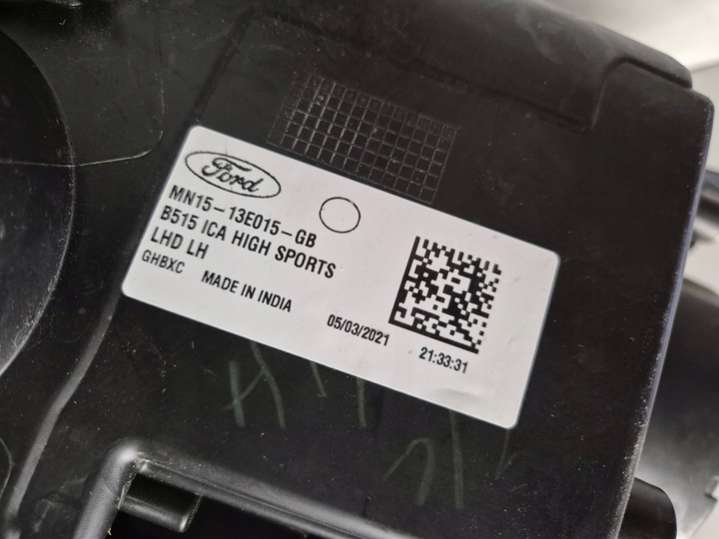 Ford
MN15-13E015-GB
B515 ICA HIGH SPORTS
LHD LH
GHBXC MADE IN INDIA
05/03/2021
21:33:31